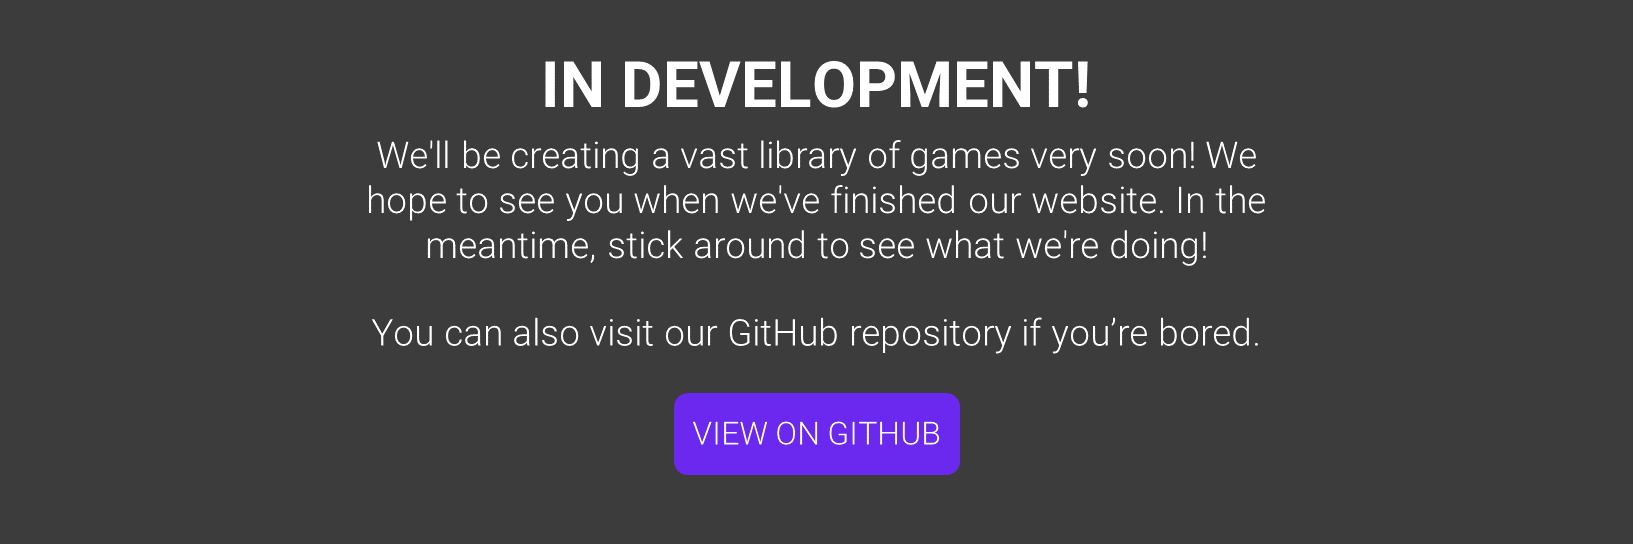 IN DEVELOPMENT!
We'll be creating a vast library of games very soon! We
hope to see you when we've finished our website. In the
meantime, stick around to see what we're doing!
You can also visit our GitHub repository if you’re bored.
VIEW ON GITHUB